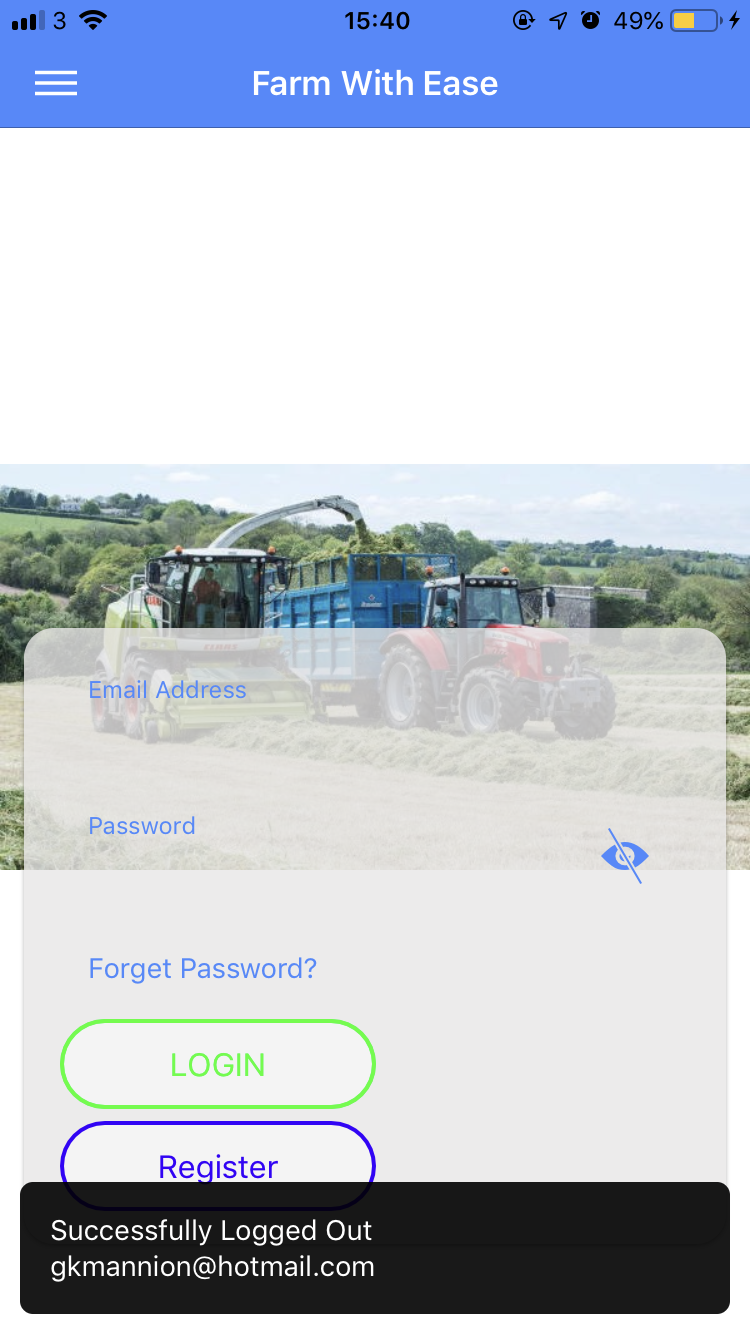 3 15:40 49%
Farm With Ease
CLAAS
Email Address
Password
Forget Password?
LOGIN
Register
Successfully Logged Out
gkmannion@hotmail.com